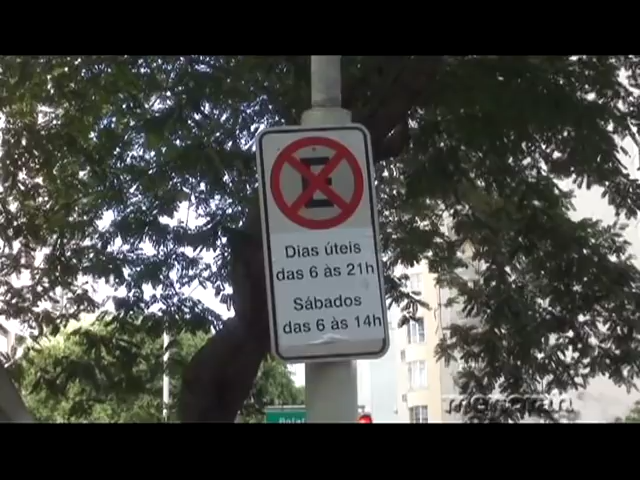 E
Dias úteis
das 6 às 21h
Sábados
das 6 às 14h